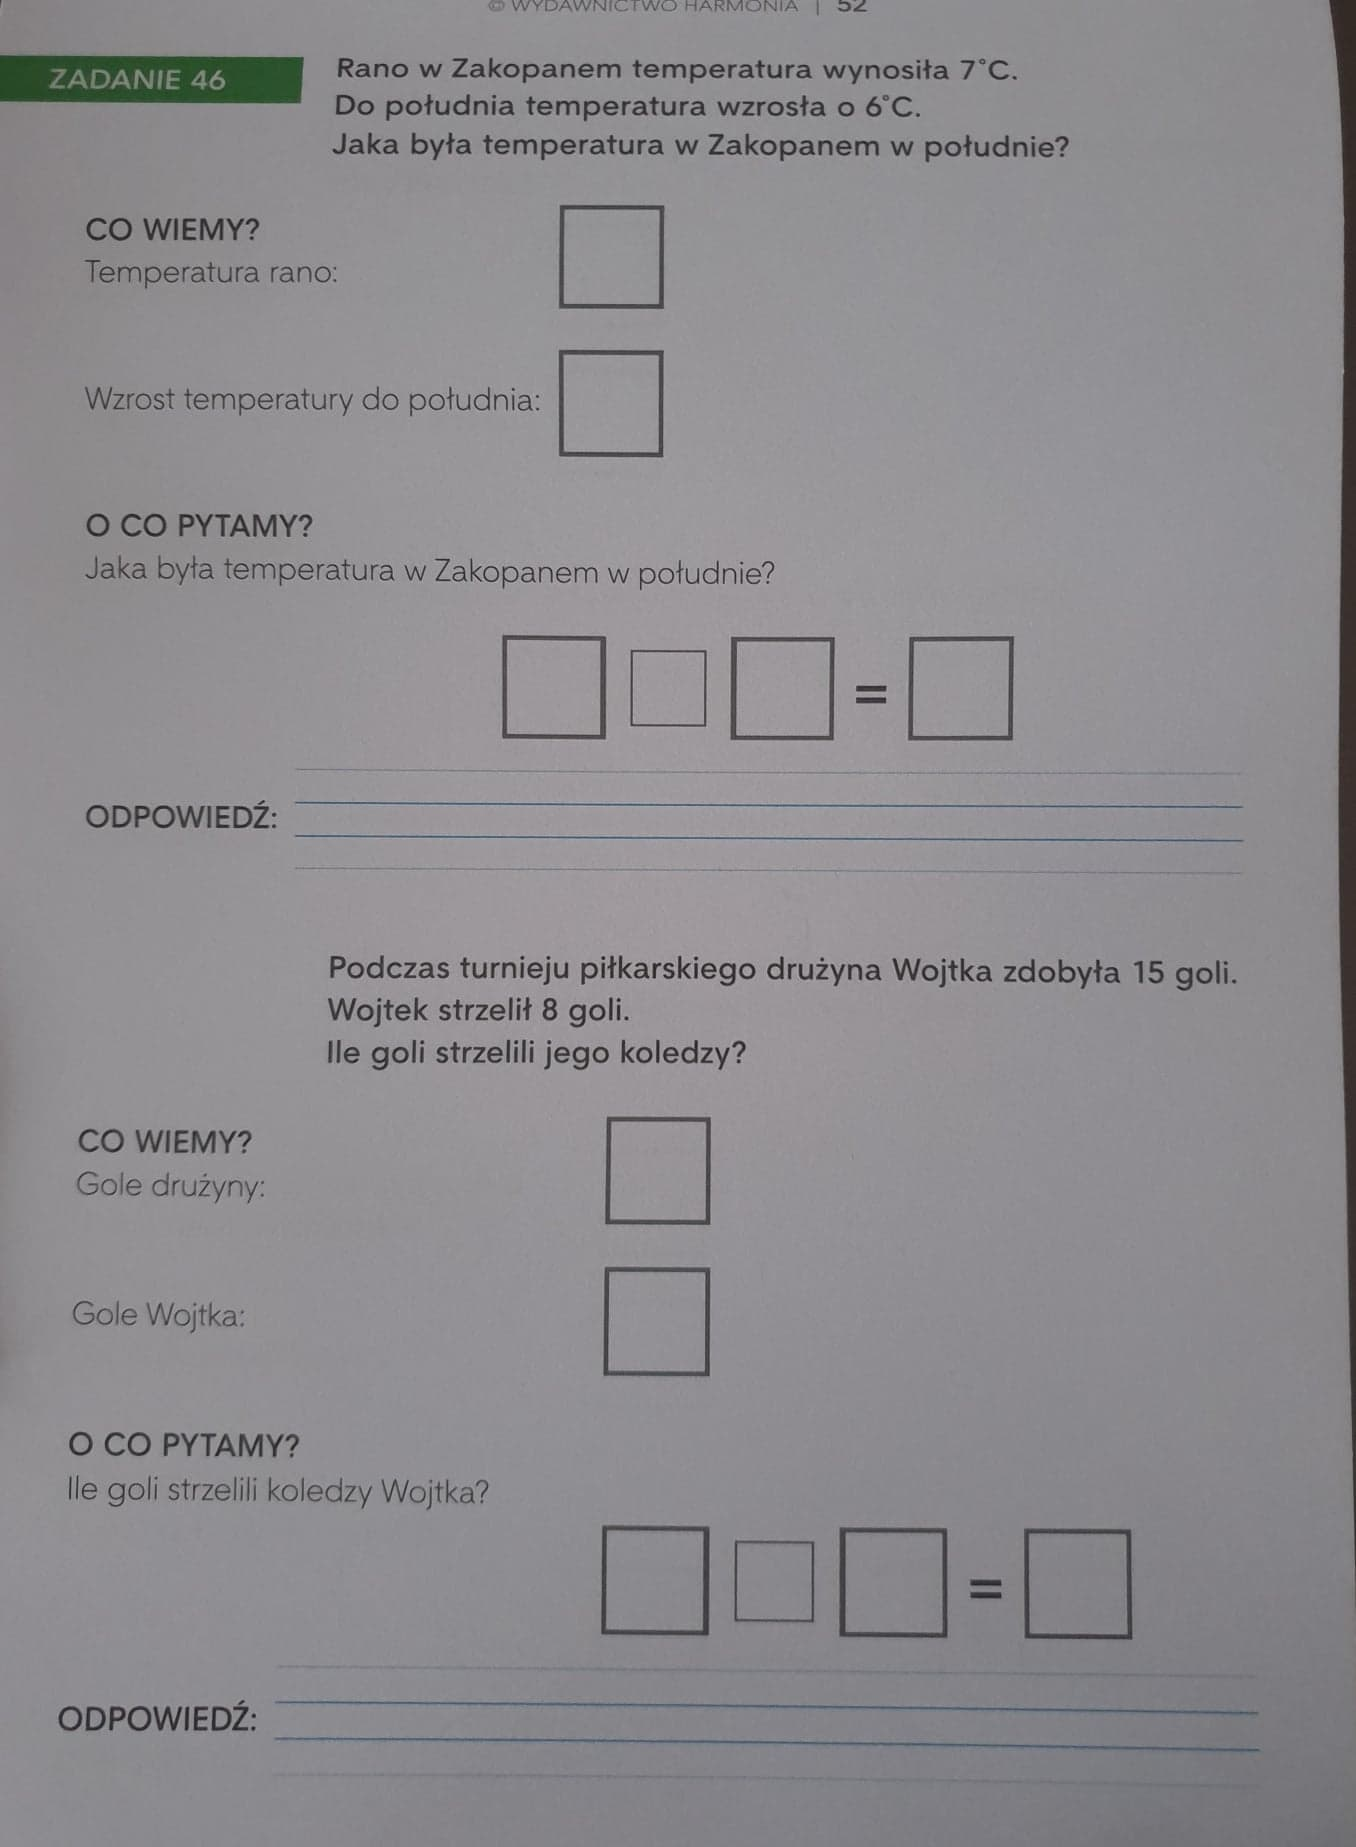 © WYDAWNICTWO HARMONIA | 52
ZADANIE 46
Rano w Zakopanem temperatura wynosiła 7°C.
Do południa temperatura wzrosła o 6°C.
Jaka była temperatura w Zakopanem w południe?
CO WIEMY?
Temperatura rano:
Wzrost temperatury do południa:
O CO PYTAMY?
Jaka była temperatura w Zakopanem w południe?
=
ODPOWIEDŹ:
Podczas turnieju piłkarskiego drużyna Wojtka zdobyła 15 goli.
Wojtek strzelił 8 goli.
Ile goli strzelili jego koledzy?
CO WIEMY?
Gole drużyny:
Gole Wojtka:
O CO PYTAMY?
Ile goli strzelili koledzy Wojtka?
=
ODPOWIEDŹ: